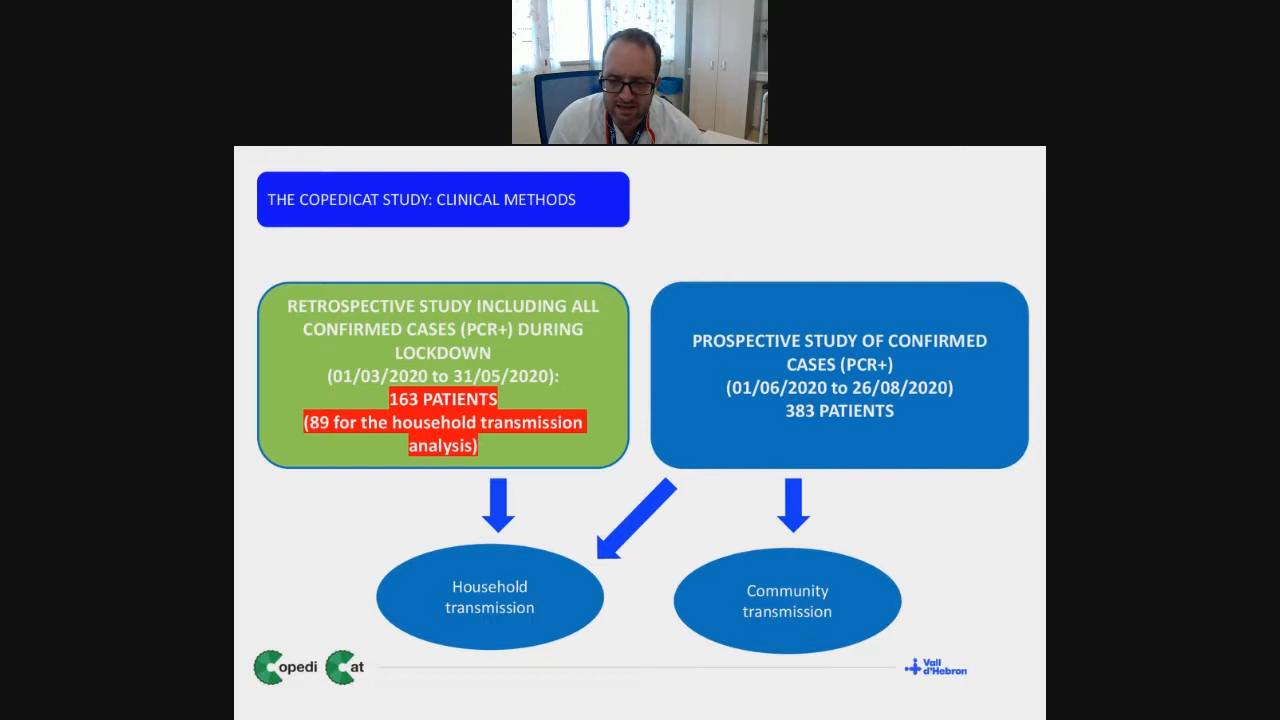 THE COPEDICAT STUDY: CLINICAL METHODS
RETROSPECTIVE STUDY INCLUDING ALL
CONFIRMED CASES (PCR+) DURING
LOCKDOWN
(01/03/2020 to 31/05/2020):
163 PATIENTS
(89 for the household transmission
analysis)
PROSPECTIVE STUDY OF CONFIRMED
CASES (PCR+)
(01/06/2020 to 26/08/2020)
383 PATIENTS
Household
transmission
Community
transmission
Copedi Cat
Vall
d'Hebron